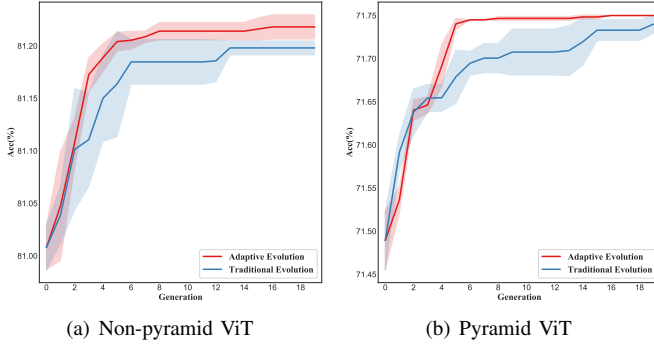 81.20
81.15
81.10
81.05
81.00
Acc(%)
0 2 4 6 8 10 12 14 16 18
Generation
Adaptive Evolution
Traditional Evolution
(a) Non-pyramid ViT
71.75
71.70
71.65
71.60
71.55
71.50
71.45
Acc(%)
0 2 4 6 8 10 12 14 16 18
Generation
Adaptive Evolution
Traditional Evolution
(b) Pyramid ViT